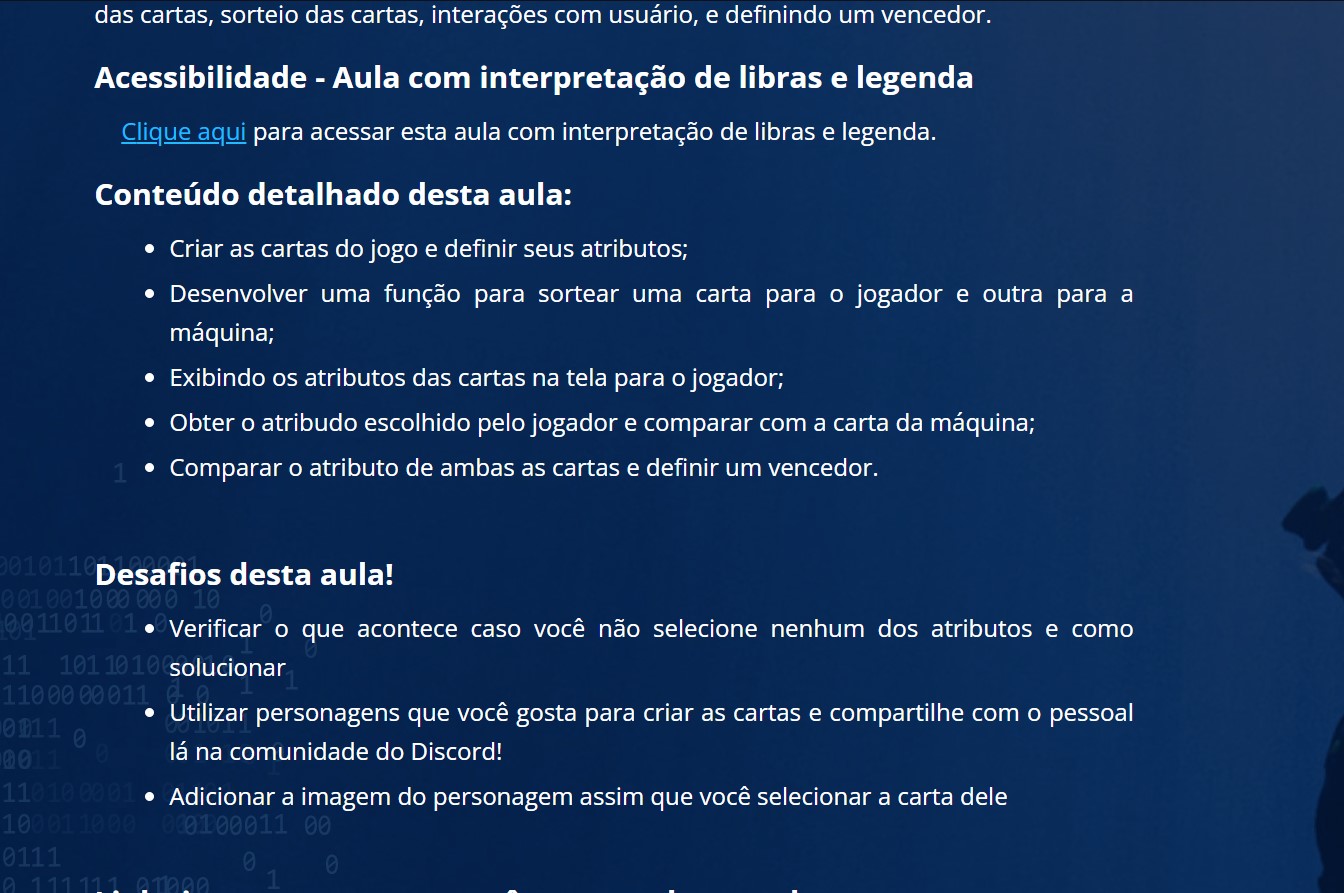 das cartas, sorteio das cartas, interações com usuário, e definindo um vencedor.
Acessibilidade - Aula com interpretação de libras e legenda
Clique aqui para acessar esta aula com interpretação de libras e legenda.
Conteúdo detalhado desta aula:
Criar as cartas do jogo e definir seus atributos;
Desenvolver uma função para sortear uma carta para o jogador e outra para a
máquina;
Exibindo os atributos das cartas na tela para o jogador;
Obter o atribudo escolhido pelo jogador e comparar com a carta da máquina;
Comparar o atributo de ambas as cartas e definir um vencedor.
Desafios desta aula!
Verificar o que acontece caso você não selecione nenhum dos atributos e como
solucionar
Utilizar personagens que você gosta para criar as cartas e compartilhe com o pessoal
lá na comunidade do Discord!
Adicionar a imagem do personagem assim que você selecionar a carta dele